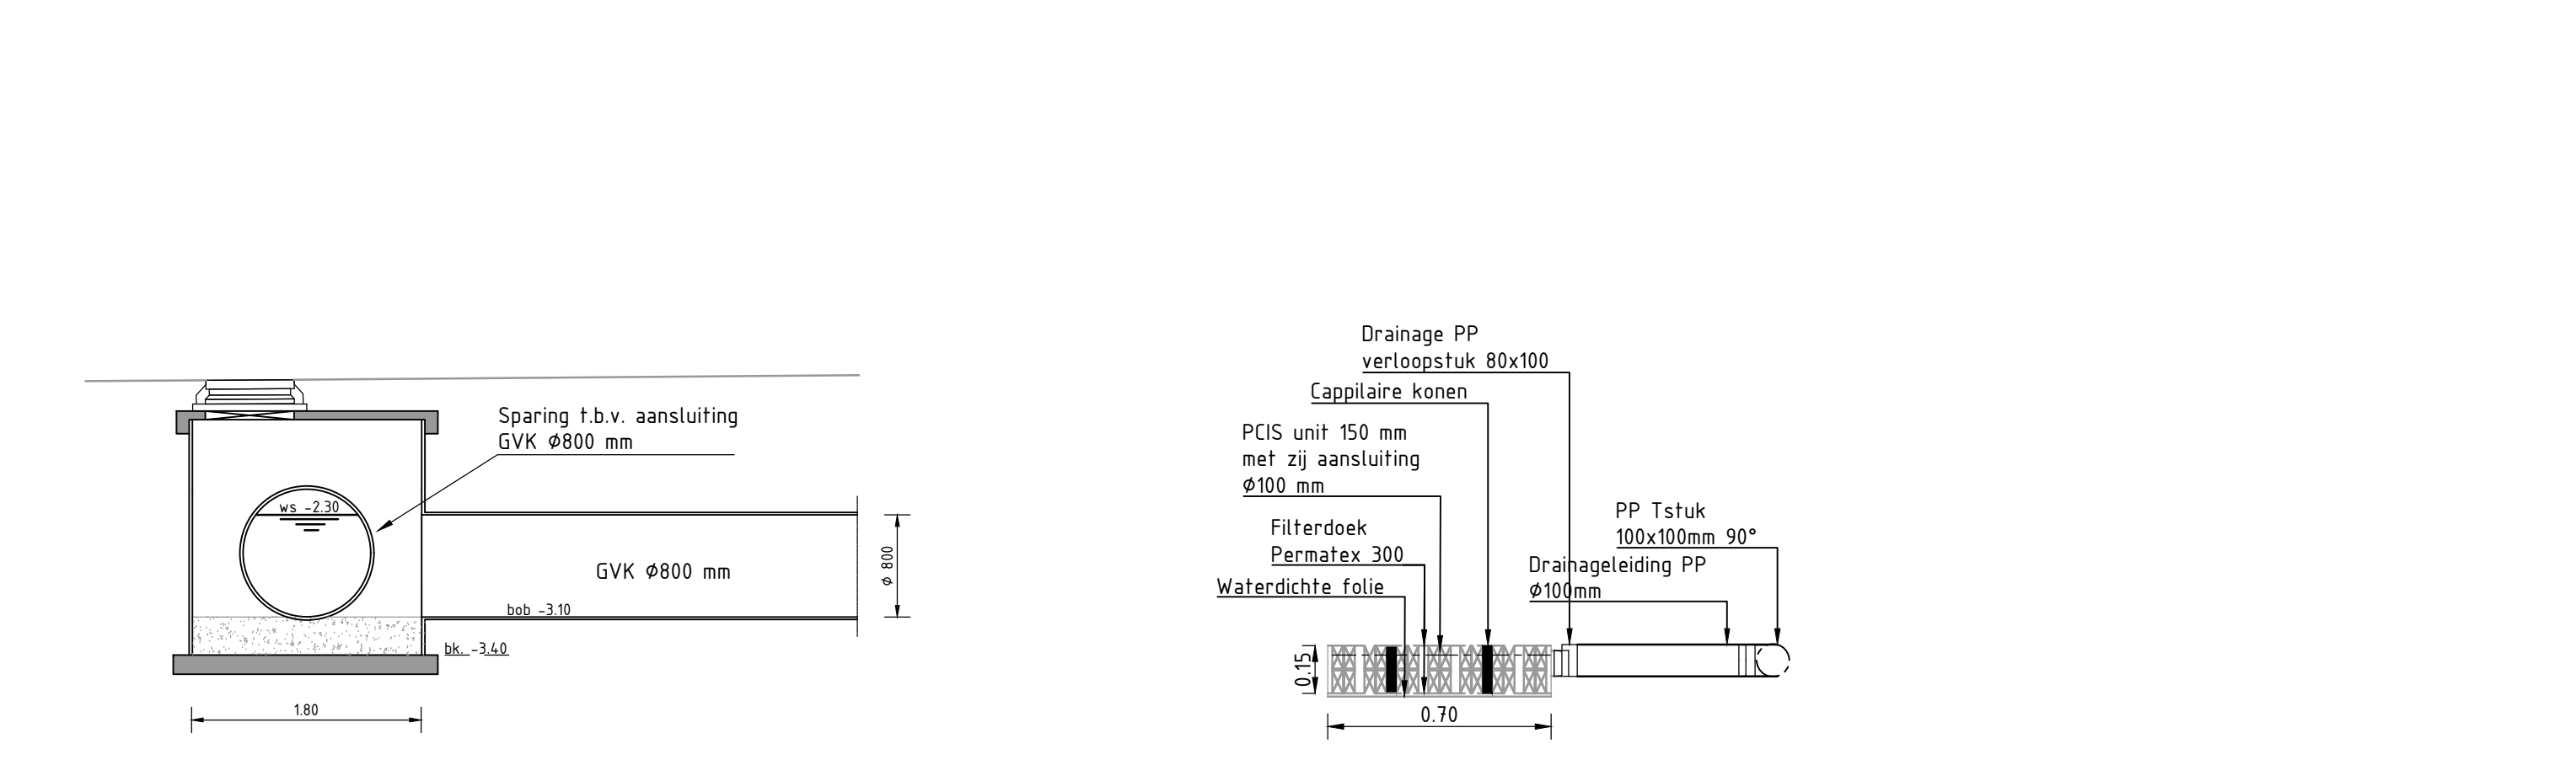 Sparing t.b.v. aansluiting
GVK Ø800 mm
ws -2.30
GVK Ø800 mm
Ø 800
bob -3.10
bk. -3.40
1.80
Drainage PP
verloopstuk 80x100
Cappilaire konen
PCIS unit 150 mm
met zij aansluiting
Ø100 mm
Filterdoek
Permatex 300
Waterdichte folie
PP Tstuk
100x100mm 90°
Drainageleiding PP
Ø100mm
0.15
0.70